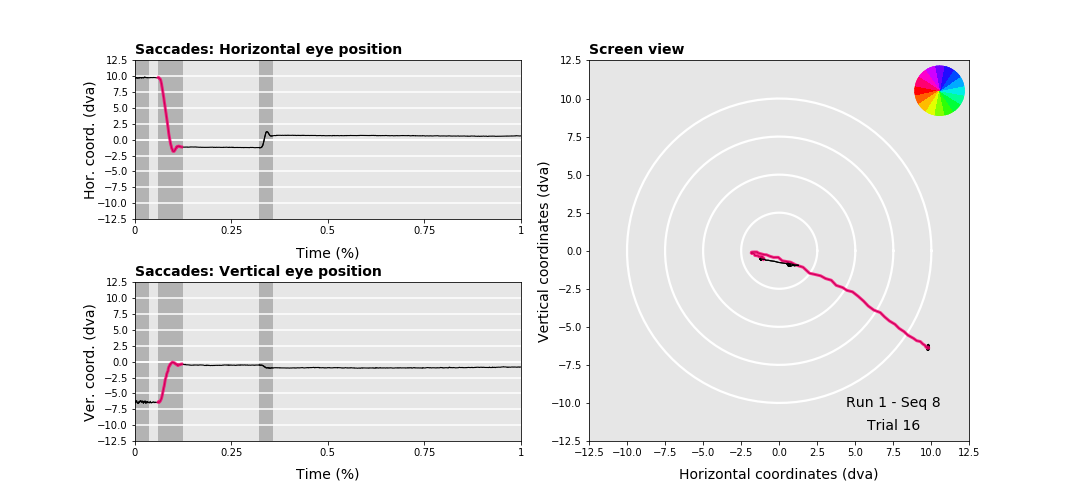 Saccades: Horizontal eye position
Hor. coord. (dva)
12.5
10.0
7.5
5.0
2.5
0.0
−2.5
−5.0
−7.5
−10.0
−12.5
0 0.25 0.5 0.75 1
Time (%)
Saccades: Vertical eye position
Ver. coord. (dva)
12.5
10.0
7.5
5.0
2.5
0.0
−2.5
−5.0
−7.5
−10.0
−12.5
0 0.25 0.5 0.75 1
Time (%)
Screen view
Vertical coordinates (dva)
12.5
10.0
7.5
5.0
2.5
0.0
−2.5
−5.0
−7.5
−10.0
−12.5
Run 1 - Seq 8
Trial 16
−12.5 −10.0 −7.5 −5.0 −2.5 0.0 2.5 5.0 7.5 10.0 12.5
Horizontal coordinates (dva)